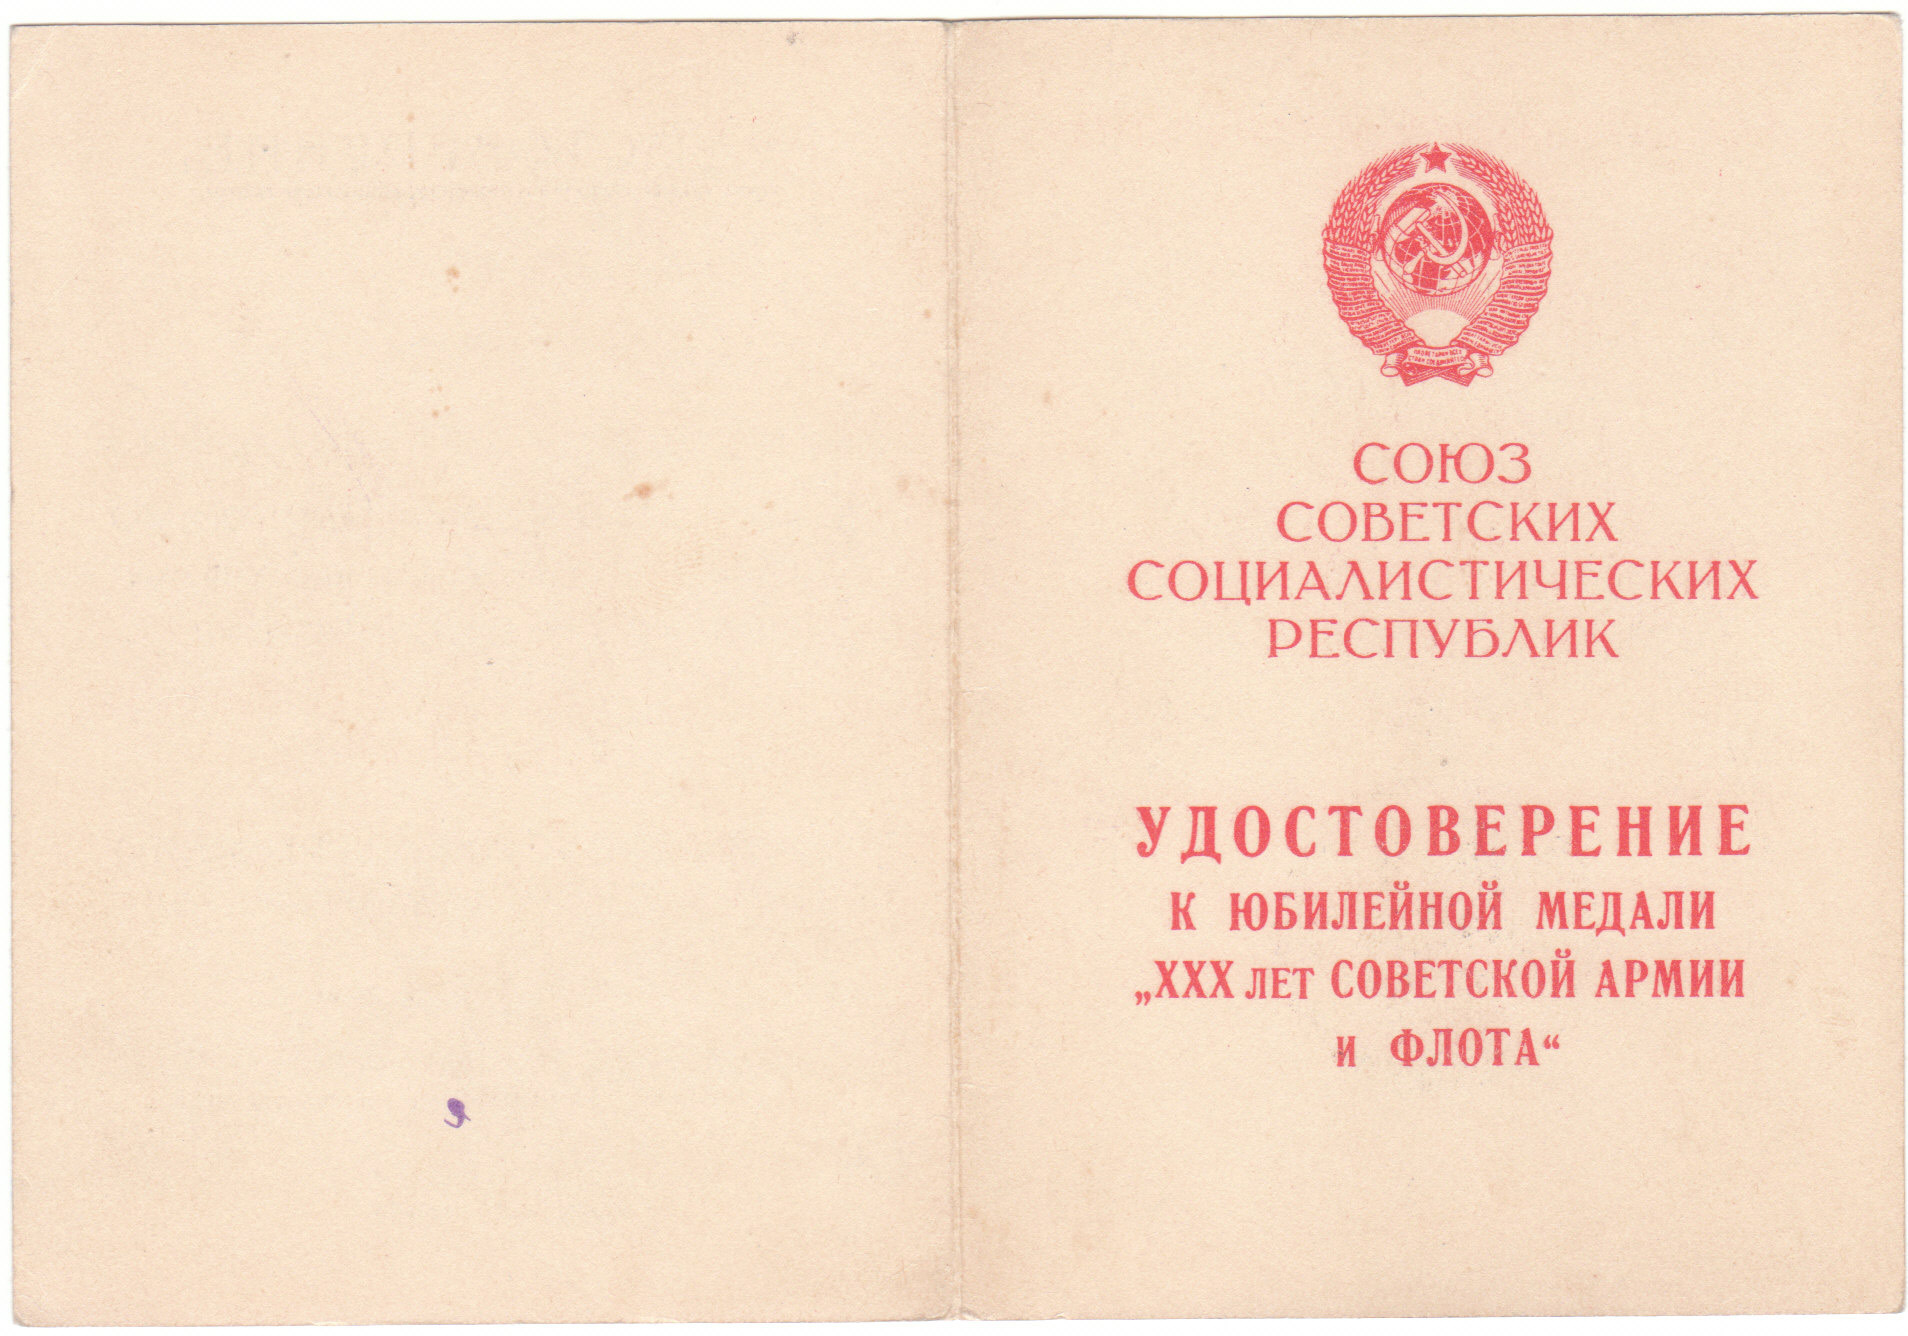 СОЮЗ
СОВЕТСКИХ
СОЦИАЛИСТИЧЕСКИХ
РЕСПУБЛИК
УДОСТОВЕРЕНИЕ
К ЮБИЛЕЙНОЙ МЕДАЛИ
„XXX ЛЕТ СОВЕТСКОЙ АРМИИ
И ФЛОТА“